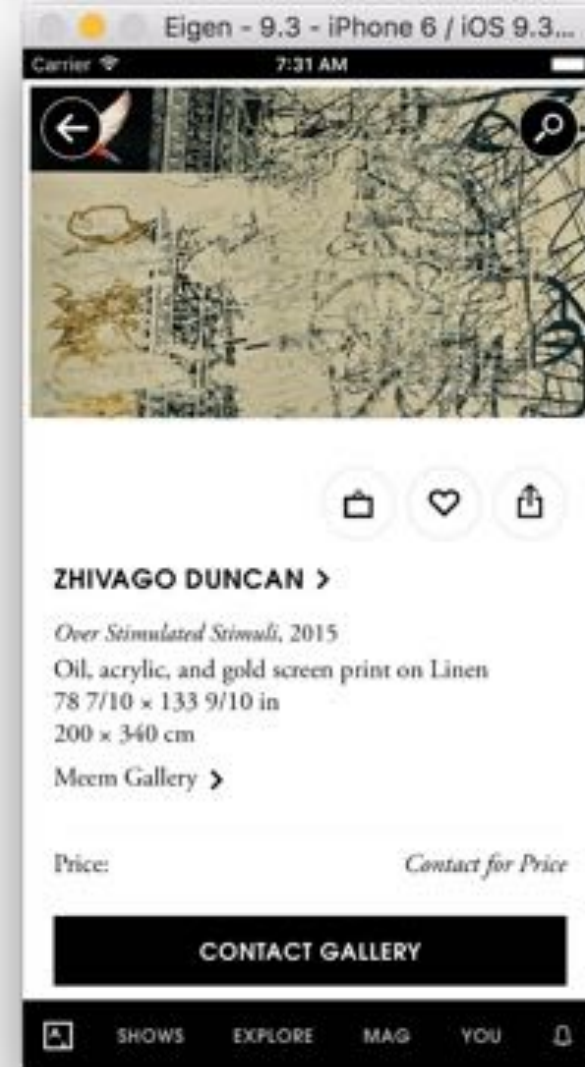 Eigen - 9.3 - iPhone 6 / iOS 9.3...
Carrier 7:31 AM
ZHIVAGO DUNCAN >
Over Stimulated Stimuli, 2015
Oil, acrylic, and gold screen print on Linen
78 7/10 × 133 9/10 in
200 × 340 cm
Meem Gallery >
Price: Contact for Price
CONTACT GALLERY
A SHOWS EXPLORE MAG YOU